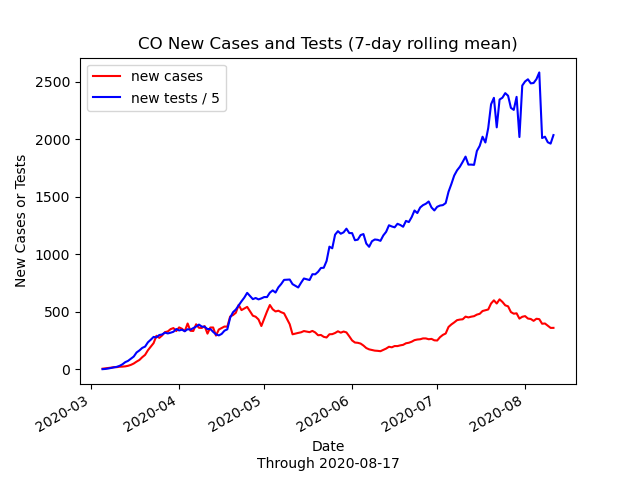 CO New Cases and Tests (7-day rolling mean)
new cases
new tests / 5
2500
2000
1500
1000
500
0
New Cases or Tests
2020-03
2020-04
2020-05
2020-06
2020-07
2020-08
Date
Through 2020-08-17